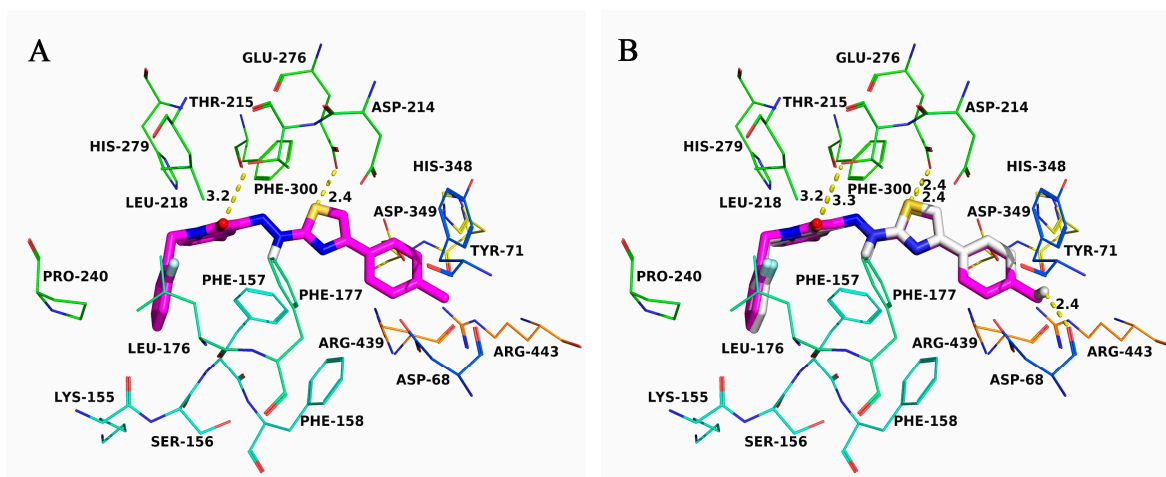 A
GLU-276
THR-215
ASP-214
HIS-279
HIS-348
PHE-300
3.2
2.4
LEU-218
ASP-349
TYR-71
PRO-240
PHE-157
PHE-177
LEU-176
ARG-439
ARG-443
ASP-68
LYS-155
PHE-158
SER-156
B
GLU-276
THR-215
ASP-214
HIS-279
HIS-348
PHE-300
2.4
3.2
3.3
2.4
LEU-218
ASP-349
TYR-71
PRO-240
PHE-157
PHE-177
2.4
LEU-176
ARG-439
ARG-443
ASP-68
LYS-155
PHE-158
SER-156